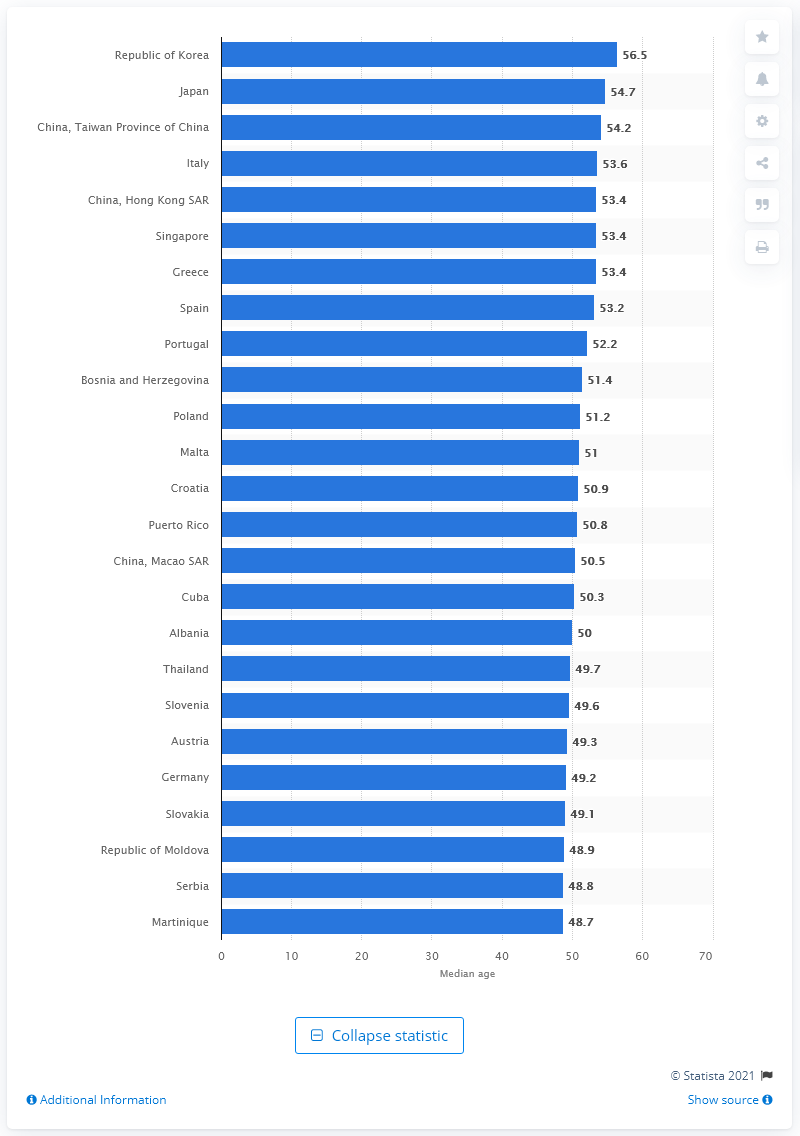 Republic of Korea 56.5
Japan 54.7
China, Taiwan Province of China 54.2
Italy 53.6
China, Hong Kong SAR 53.4
Singapore 53.4
Greece 53.4
Spain 53.2
Portugal 52.2
Bosnia and Herzegovina 51.4
Poland 51.2
Malta 51
Croatia 50.9
Puerto Rico 50.8
China, Macao SAR 50.5
Cuba 50.3
Albania 50
Thailand 49.7
Slovenia 49.6
Austria 49.3
Germany 49.2
Slovakia 49.1
Republic of Moldova 48.9
Serbia 48.8
Martinique 48.7
0 10 20 30 40 50 60 70
Median age
Collapse statistic
© Statista 2021
Additional Information Show source